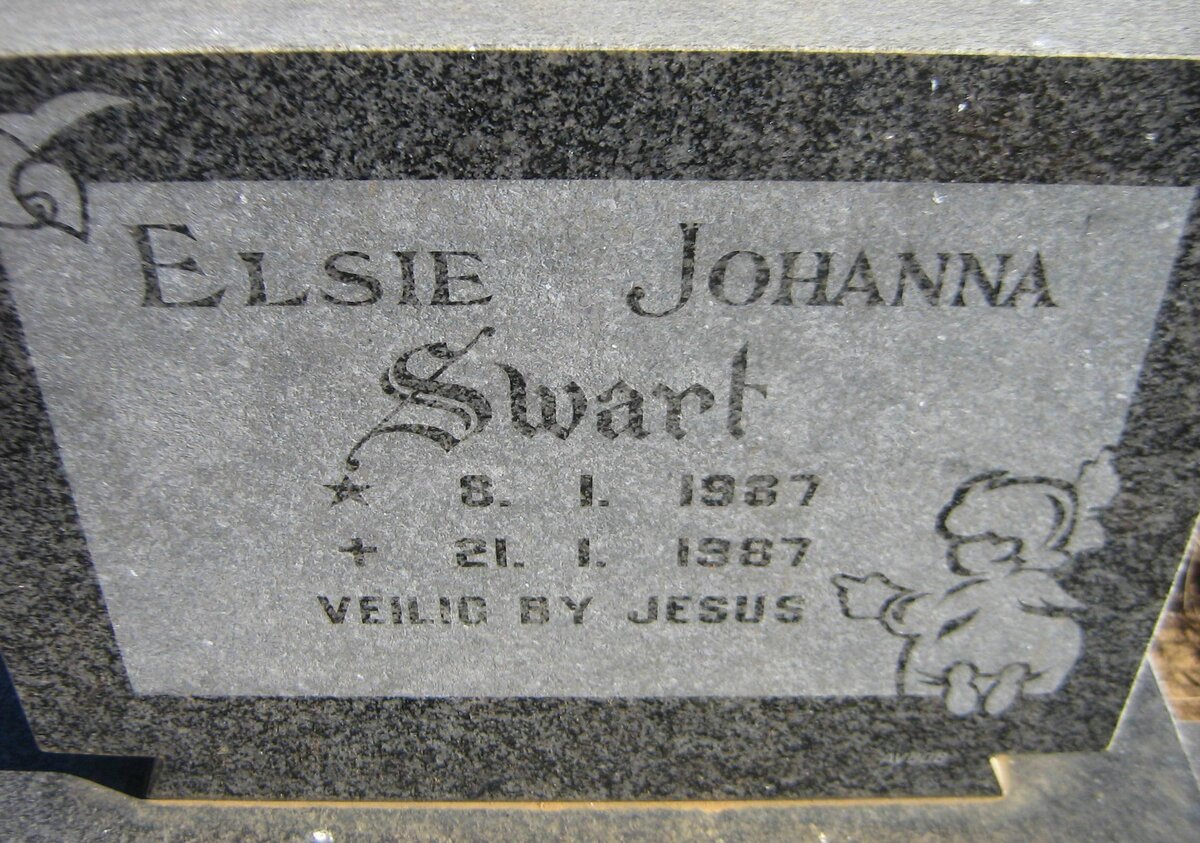 ELSIE JOHANNA
Swart
★ 8. 1. 1987
+ 21. 1. 1987
VEILIG BY JESUS